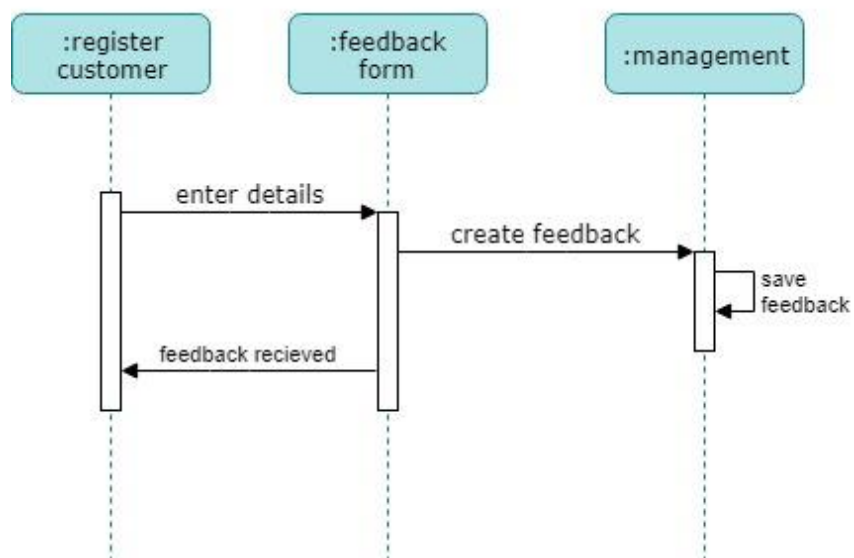 :register
customer
:feedback
form
:management
enter details
create feedback
save
feedback
feedback recieved